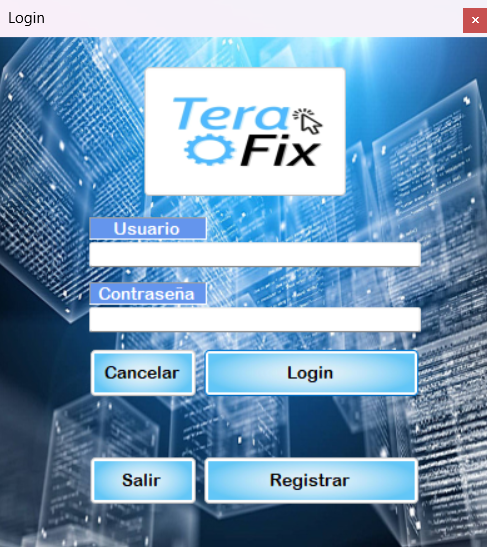 Login
Tera
Fix
Usuario
Contraseña
Cancelar
Login
Salir
Registrar